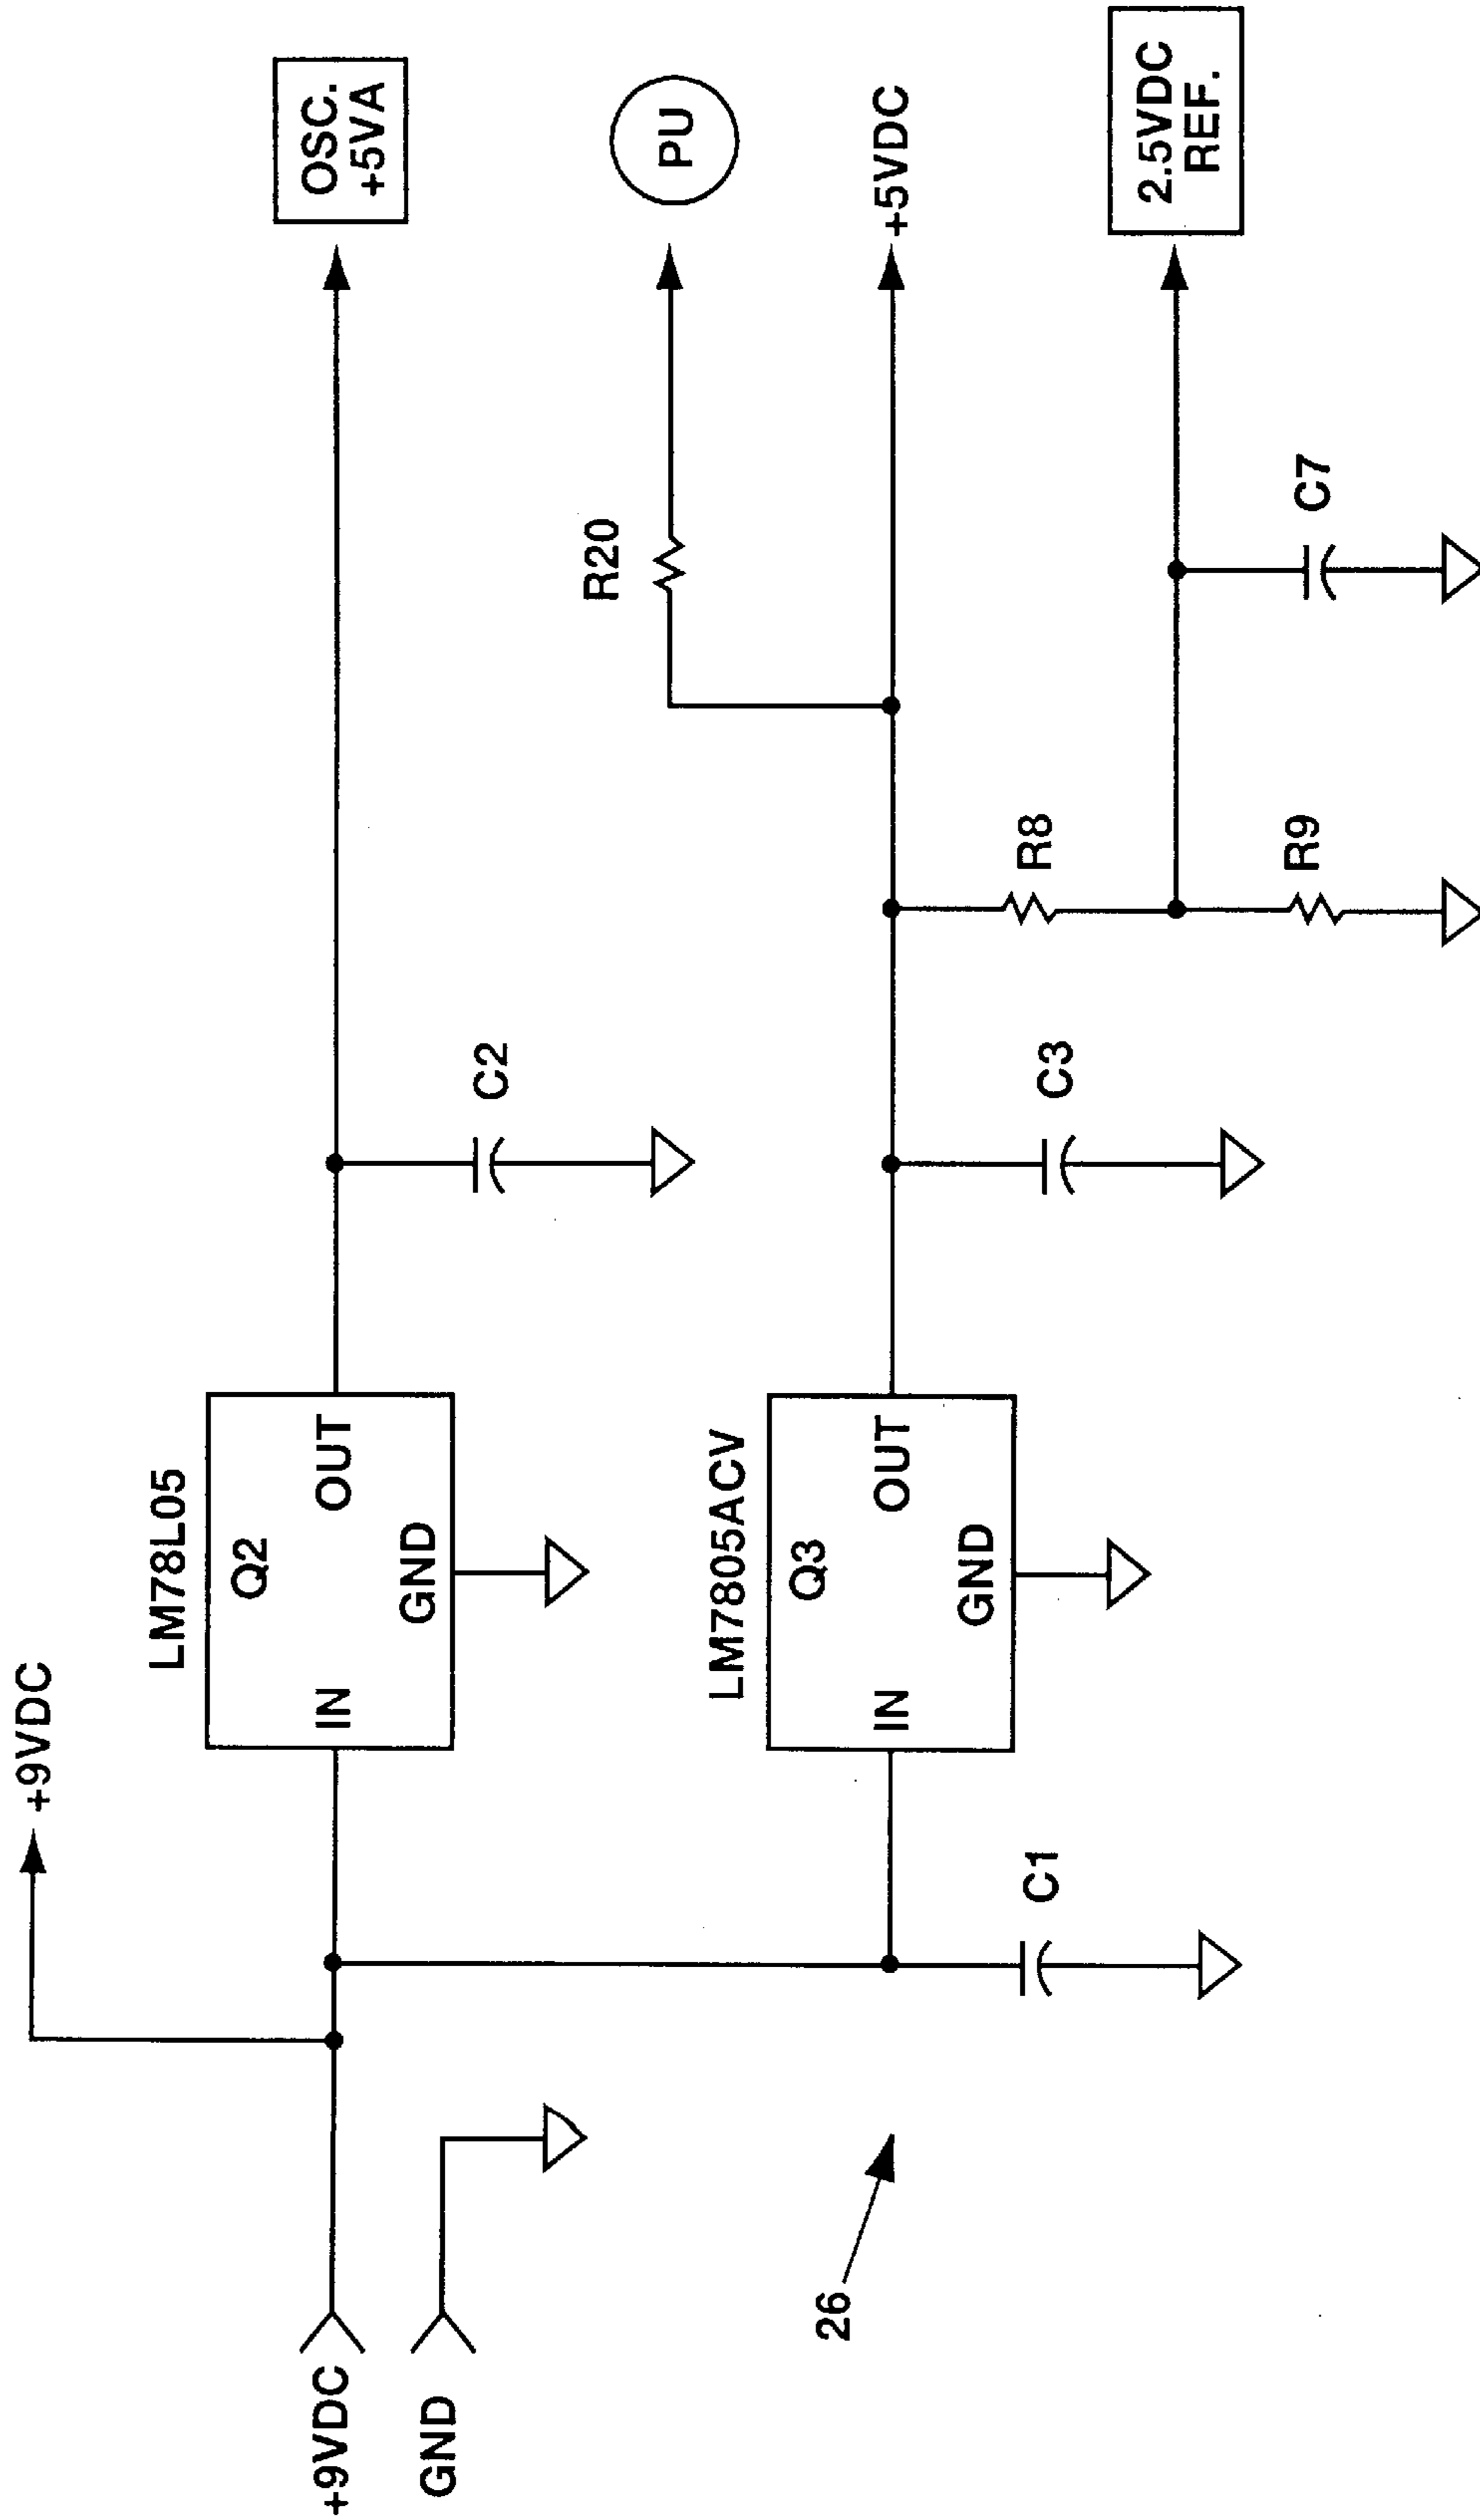 +9VDC
LM78L05
Q2
IN
OUT
GND
C2
OSC.
+5VA
+9VDC
GND
R20
PU
LM7805ACV
Q3
IN
OUT
GND
+5VDC
26
C1
C3
R8
2.5VDC
REF.
R9
C7